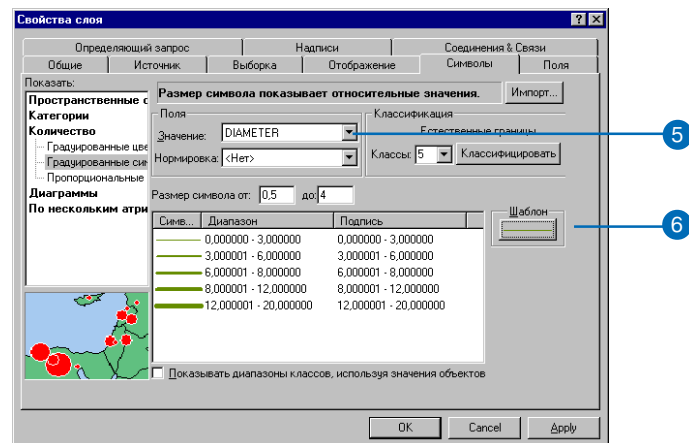 Свойства слоя
Определяющий запрос Надписи Соединения & Связи
Общие Источник Выборка Отображение Символы Поля
Показать:
Пространственные с
Категории
Количество
Градуированные цве
Градуированные сим
Пропорциональные
Диаграммы
По нескольким атри
Размер символа показывает относительные значения.
Импорт...
Поля
Значение: DIAMETER
Нормировка: <Нет>
Классификация
Естественные границы
Классы: 5 Классифицировать
5
Размер символа от: 0,5 до: 4
Симв... Диапазон Подпись
0,000000 - 3,000000 0,000000 - 3,000000
3,000001 - 6,000000 3,000001 - 6,000000
6,000001 - 8,000000 6,000001 - 8,000000
8,000001 - 12,000000 8,000001 - 12,000000
12,000001 - 20,000000 12,000001 - 20,000000
Шаблон
6
Показывать диапазоны классов, используя значения объектов
OK Cancel Apply